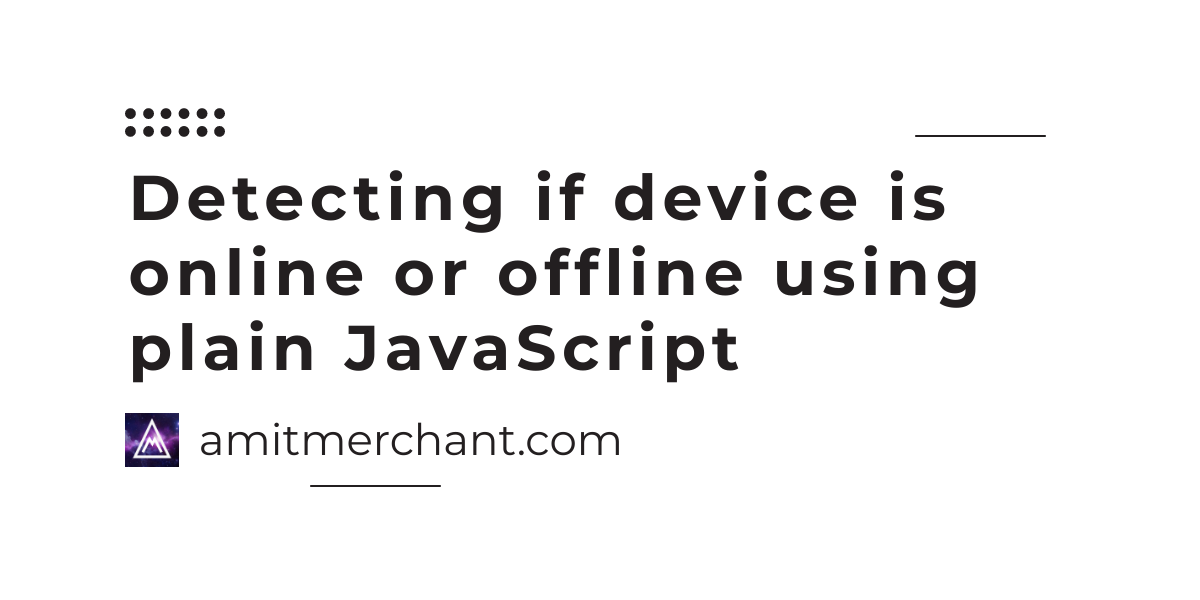 Detecting if device is
online or offline using
plain JavaScript
amitmerchant.com